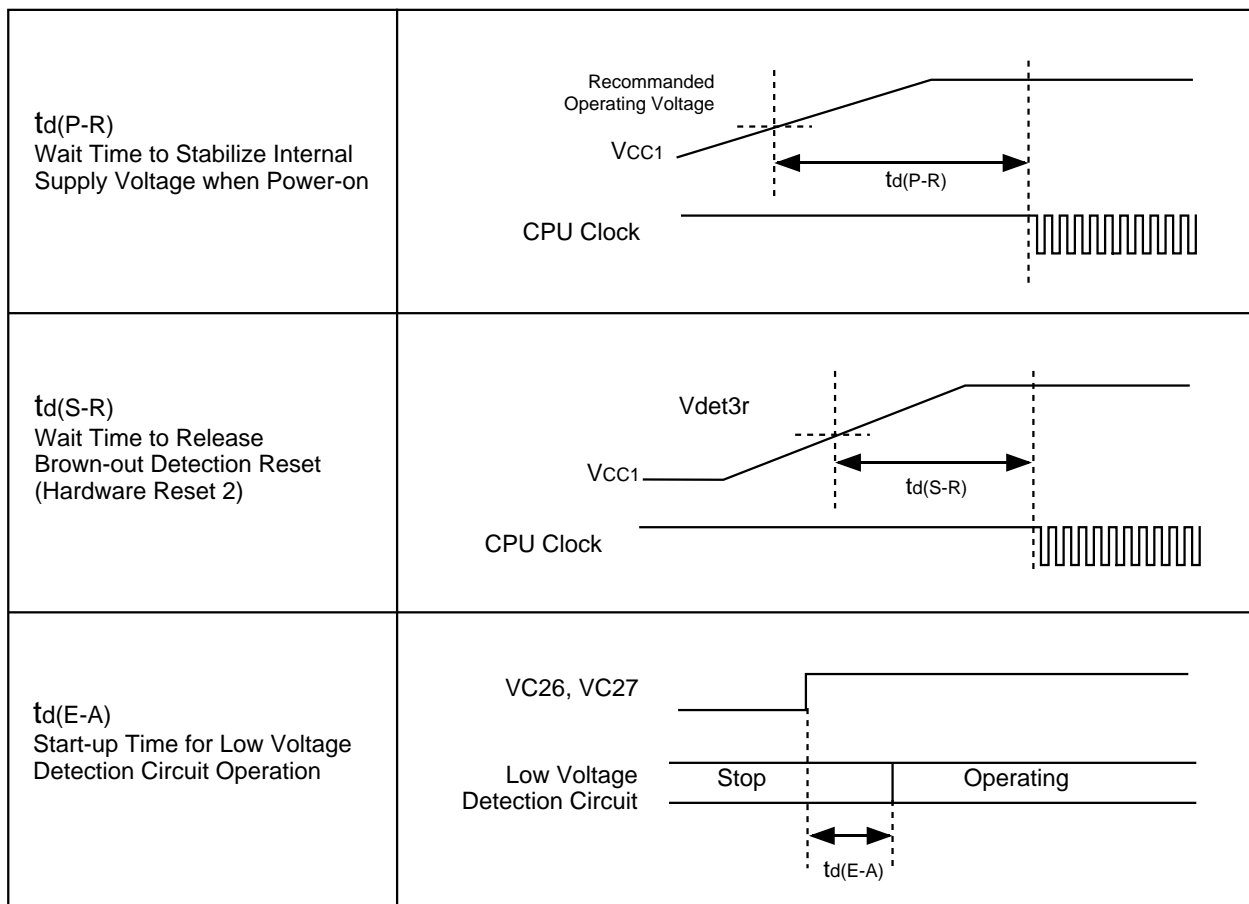 td(P-R)
Wait Time to Stabilize Internal
Supply Voltage when Power-on
Recommanded
Operating Voltage
VCC1
td(P-R)
CPU Clock
td(S-R)
Wait Time to Release
Brown-out Detection Reset
(Hardware Reset 2)
Vdet3r
VCC1
td(S-R)
CPU Clock
td(E-A)
Start-up Time for Low Voltage
Detection Circuit Operation
VC26, VC27
Low Voltage
Detection Circuit
Stop
Operating
td(E-A)